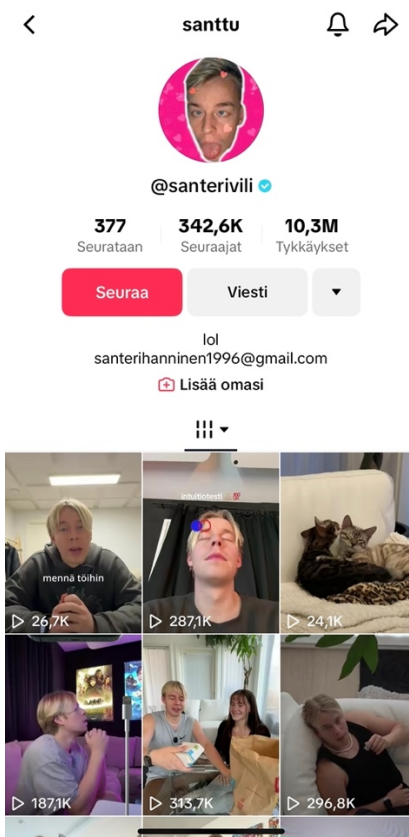 santtu
@santerivili
377
342,6K
10,3M
Seurataan
Seuraajat
Tykkäykset
Seuraa
Viesti
lol
santerihanninen1996@gmail.com
Lisää omasi
mennä töihin
26,7K
intuitiotesti 💯
287,1K
24,1K
187,1K
313,7K
296,8K